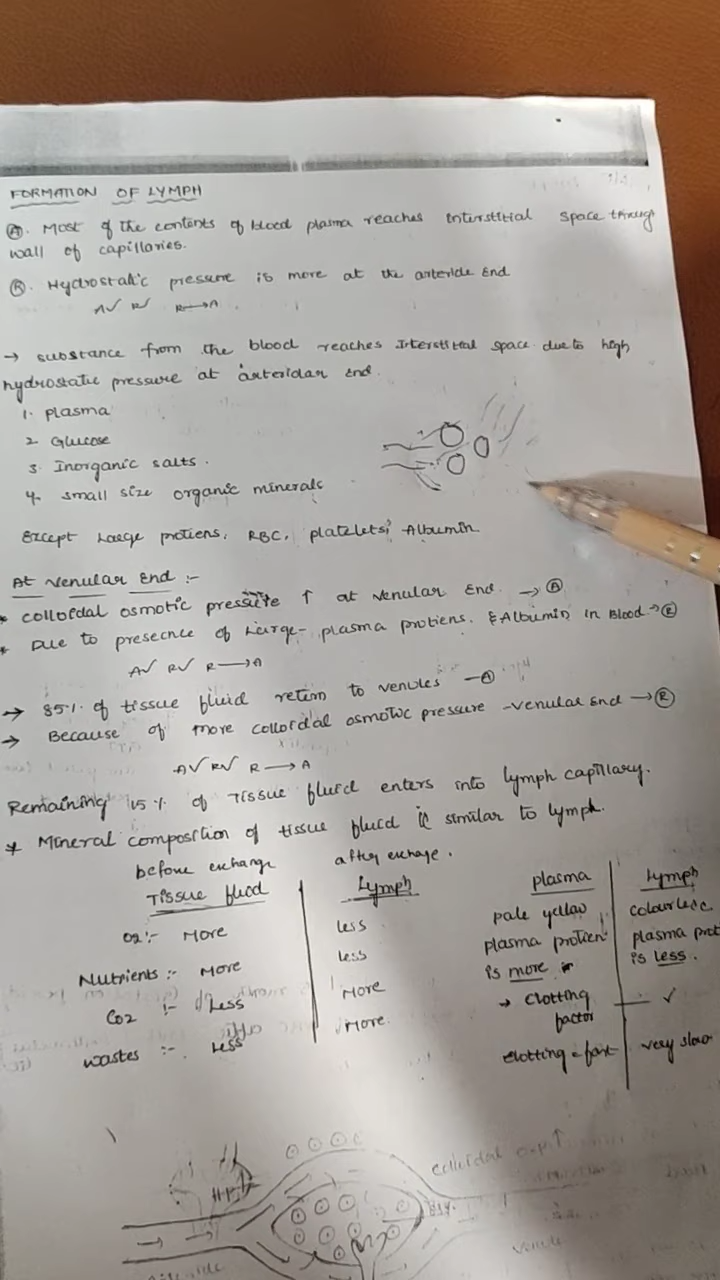 FORMATION OF LYMPH
(A). Most of the contents of blood plasma reaches Interstitial space throug
wall of capillaries.
(R). Hydrostatic pressure is more at the arteriole End
A✓ R✓ R→A
→ substance from the blood reaches Interstitial space due to high
hydrostatic pressure at arteriolar End.
1. plasma
2. Glucose
3. Inorganic salts.
4. small size organic minerals
Except Large protiens, RBC, platelets, Albumin
At Venular End :-
* colloidal osmotic pressure ↑ at venular End. → (A)
* Due to presecnce of Large- plasma protiens. & Albumin in Blood → (R)
A✓ R✓ R→A
→ 85% of tissue fluid return to venules - (A)
→ Because of more colloidal osmotic pressure -venular End → (R)
A✓ R✓ R→A
Remaining 15% of Tissue fluid enters into lymph capillary.
* Mineral composition of tissue fluid is similar to lymph.
before exchange after exchage.
Tissue fluid Lymph
O2:- More less
Nutrients :- More less
CO2 :- Less More
wastes :- Less More.
plasma Lymph
pale yellow colourless
plasma protien plasma prot
is more is less.
→ Clotting factor ✓
clotting = fast very slow
colloidal